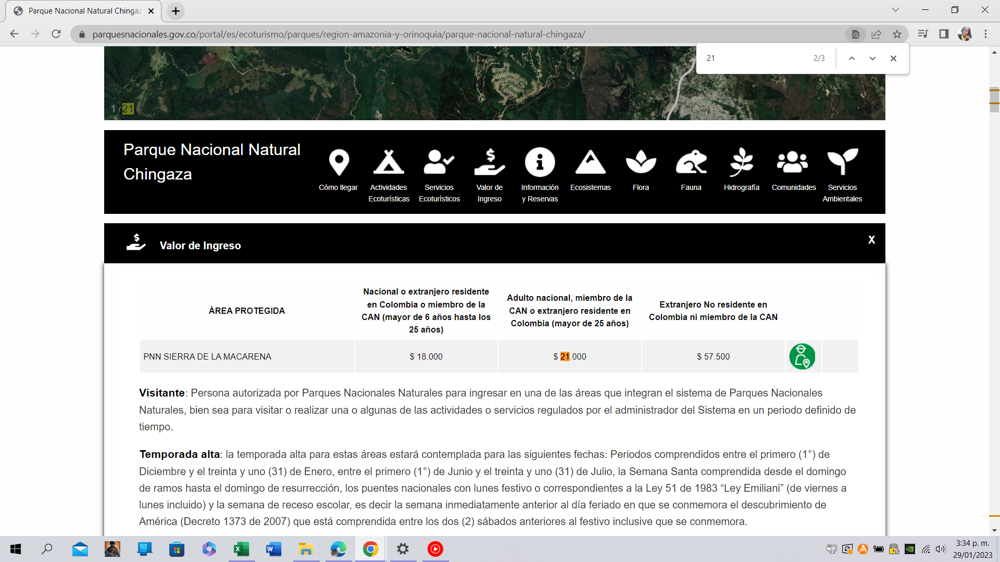 Parque Nacional Natural Chingaz
parquesnacionales.gov.co/portal/es/ecoturismo/parques/region-amazonia-y-orinoquia/parque-nacional-natural-chingaza/
21 2/3
1 / 21
Parque Nacional Natural
Chingaza
Cómo llegar
Actividades
Ecoturísticas
Servicios
Ecoturísticos
Valor de
Ingreso
Información
y Reservas
Ecosistemas
Flora
Fauna
Hidrografía
Comunidades
Servicios
Ambientales
Valor de Ingreso
X
ÁREA PROTEGIDA
Nacional o extranjero residente
en Colombia o miembro de la
CAN (mayor de 6 años hasta los
25 años)
Adulto nacional, miembro de la
CAN o extranjero residente en
Colombia (mayor de 25 años)
Extranjero No residente en
Colombia ni miembro de la CAN
PNN SIERRA DE LA MACARENA
$ 18.000
$ 21.000
$ 57.500
Visitante: Persona autorizada por Parques Nacionales Naturales para ingresar en una de las áreas que integran el sistema de Parques Nacionales
Naturales, bien sea para visitar o realizar una o algunas de las actividades o servicios regulados por el administrador del Sistema en un periodo definido de
tiempo.
Temporada alta: la temporada alta para estas áreas estará contemplada para las siguientes fechas: Periodos comprendidos entre el primero (1°) de
Diciembre y el treinta y uno (31) de Enero, entre el primero (1°) de Junio y el treinta y uno (31) de Julio, la Semana Santa comprendida desde el domingo
de ramos hasta el domingo de resurrección, los puentes nacionales con lunes festivo o correspondientes a la Ley 51 de 1983 “Ley Emiliani” (de viernes a
lunes incluido) y la semana de receso escolar, es decir la semana inmediatamente anterior al día feriado en que se conmemora el descubrimiento de
América (Decreto 1373 de 2007) que está comprendida entre los dos (2) sábados anteriores al festivo inclusive que se conmemora.
3:34 p. m.
29/01/2023